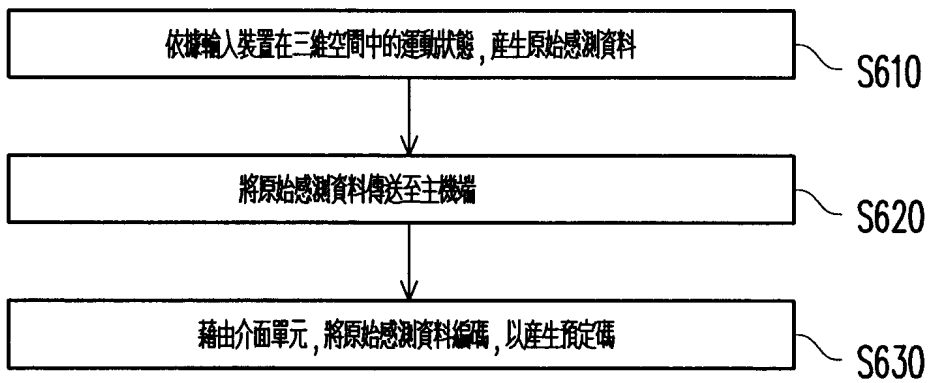 依據輸入裝置在三維空間中的運動狀態,產生原始感測資料
S610
將原始感測資料傳送至主機端
S620
藉由介面單元,將原始感測資料編碼,以產生預定碼
S630